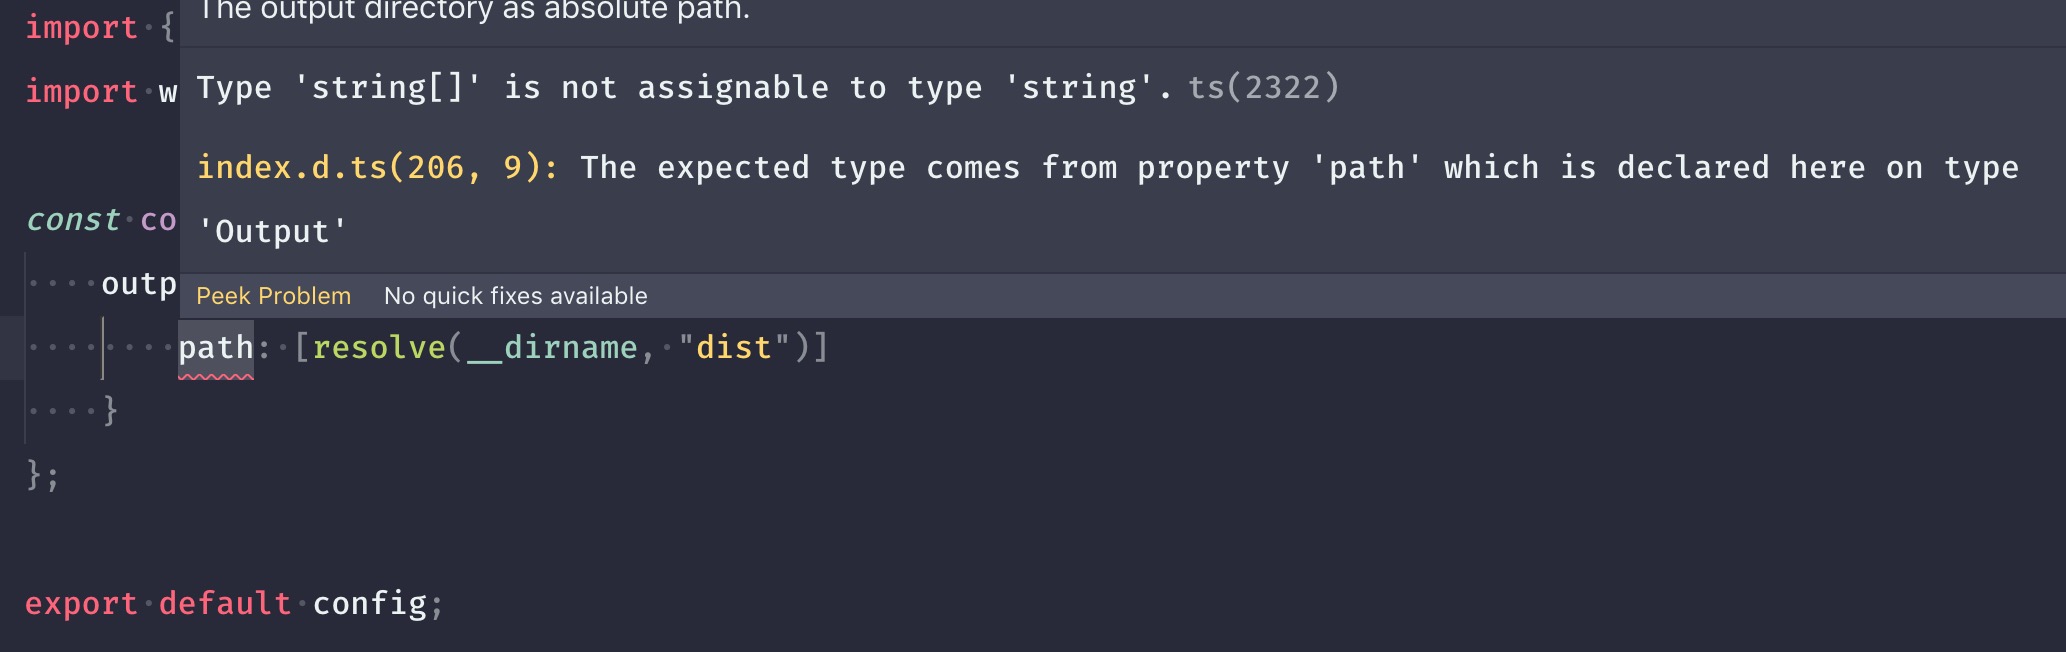 The output directory as absolute path.
import {
import w
Type 'string[]' is not assignable to type 'string'. ts(2322)
index.d.ts(206, 9): The expected type comes from property 'path' which is declared here on type
'Output'
const co
outp
Peek Problem No quick fixes available
path: [resolve(__dirname, "dist")]
}
};
export default config;